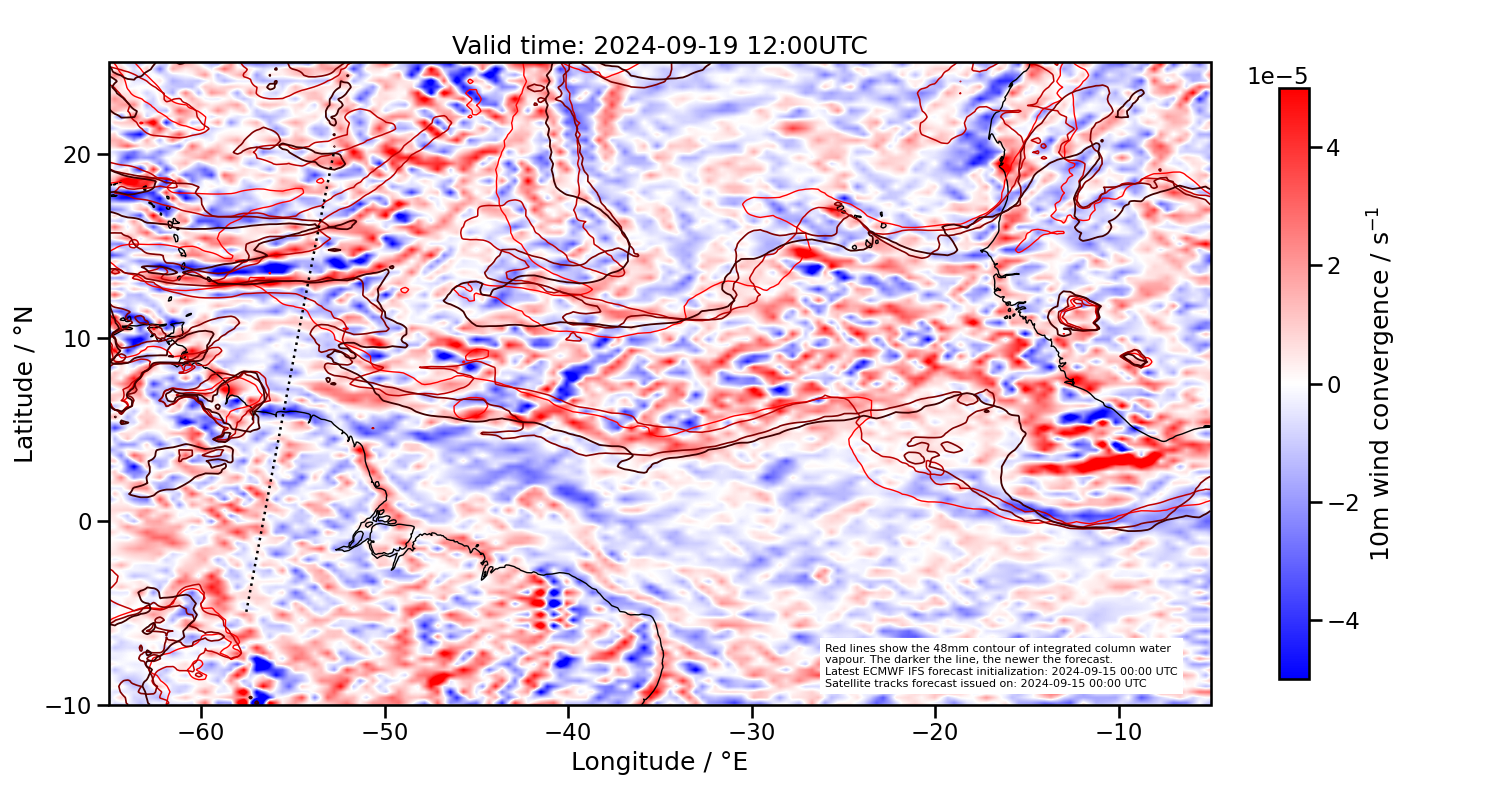 Valid time: 2024-09-19 12:00UTC
1e−5
20
10
0
−10
−60
−50
−40
−30
−20
−10
Longitude / °E
Latitude / °N
4
2
0
−2
−4
10m wind convergence / s⁻¹
Red lines show the 48mm contour of integrated column water
vapour. The darker the line, the newer the forecast.
Latest ECMWF IFS forecast initialization: 2024-09-15 00:00 UTC
Satellite tracks forecast issued on: 2024-09-15 00:00 UTC